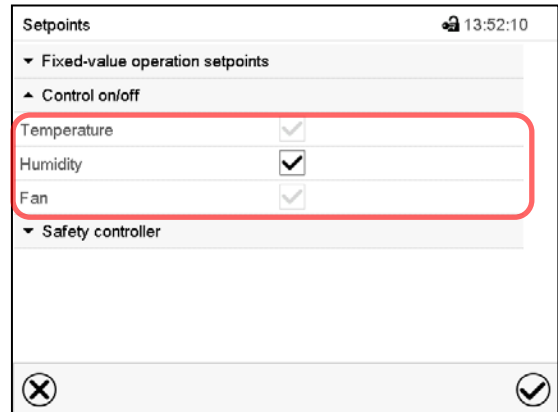 Setpoints 13:52:10
Fixed-value operation setpoints
Control on/off
Temperature
Humidity
Fan
Safety controller